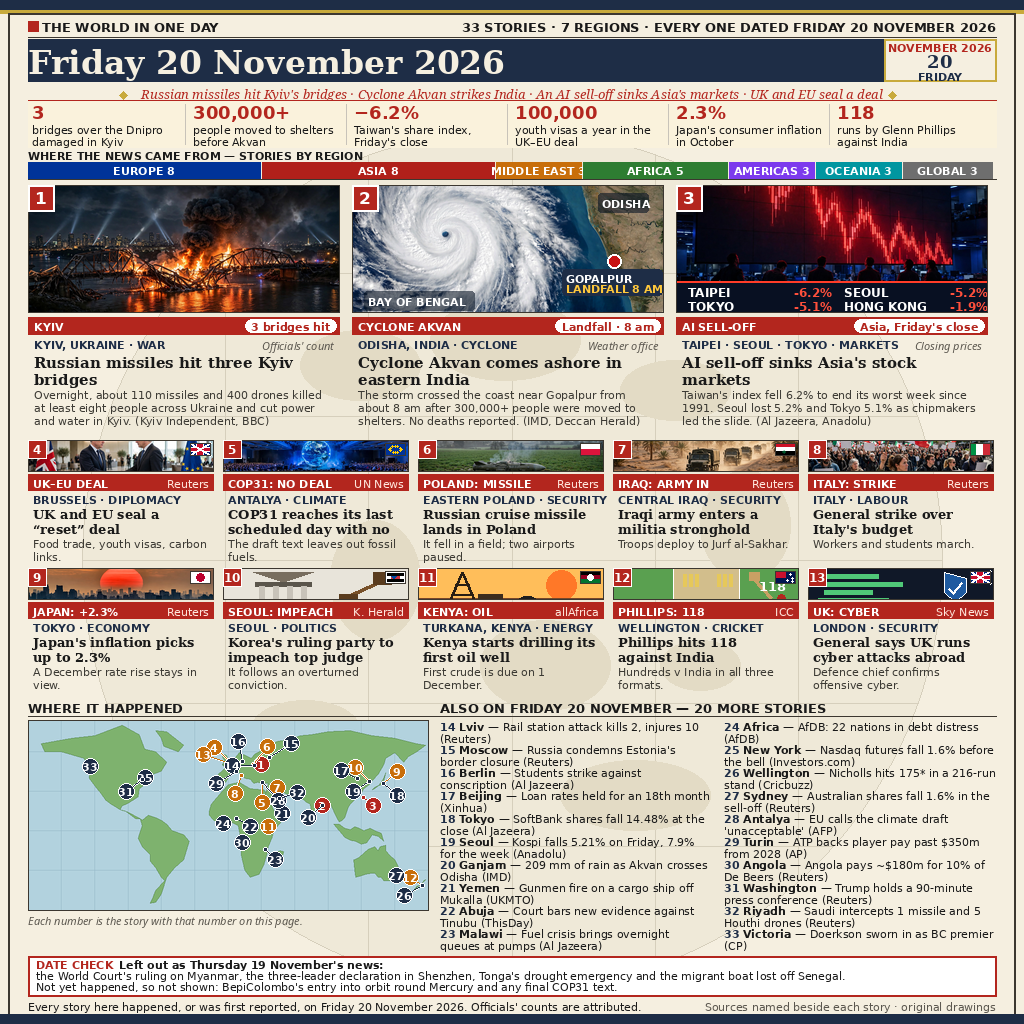 THE WORLD IN ONE DAY
33 STORIES · 7 REGIONS · EVERY ONE DATED FRIDAY 20 NOVEMBER 2026
Friday 20 November 2026
NOVEMBER 2026
20
FRIDAY
Russian missiles hit Kyiv's bridges · Cyclone Akvan strikes India · An AI sell-off sinks Asia's markets · UK and EU seal a deal
3
bridges over the Dnipro
damaged in Kyiv
300,000+
people moved to shelters
before Akvan
−6.2%
Taiwan's share index,
Friday's close
100,000
youth visas a year in the
UK–EU deal
2.3%
Japan's consumer inflation
in October
118
runs by Glenn Phillips
against India
WHERE THE NEWS CAME FROM — STORIES BY REGION
EUROPE 8
ASIA 8
MIDDLE EAST 3
AFRICA 5
AMERICAS 3
OCEANIA 3
GLOBAL 3
1
KYIV
3 bridges hit
KYIV, UKRAINE · WAR
Officials' count
Russian missiles hit three Kyiv
bridges
Overnight, about 110 missiles and 400 drones killed
at least eight people across Ukraine and cut power
and water in Kyiv. (Kyiv Independent, BBC)
2
ODISHA
GOPALPUR
LANDFALL 8 AM
BAY OF BENGAL
CYCLONE AKVAN
Landfall · 8 am
ODISHA, INDIA · CYCLONE
Weather office
Cyclone Akvan comes ashore in
eastern India
The storm crossed the coast near Gopalpur from
about 8 am after 300,000+ people were moved to
shelters. No deaths reported. (IMD, Deccan Herald)
3
TAIPEI -6.2% SEOUL -5.2%
TOKYO -5.1% HONG KONG -1.9%
AI SELL-OFF
Asia, Friday's close
TAIPEI · SEOUL · TOKYO · MARKETS
Closing prices
AI sell-off sinks Asia's stock
markets
Taiwan's index fell 6.2% to end its worst week since
1991. Seoul lost 5.2% and Tokyo 5.1% as chipmakers
led the slide. (Al Jazeera, Anadolu)
4
UK–EU DEAL Reuters
BRUSSELS · DIPLOMACY
UK and EU seal a
“reset” deal
Food trade, youth visas, carbon
links.
5
COP31: NO DEAL UN News
ANTALYA · CLIMATE
COP31 reaches its last
scheduled day with no
The draft text leaves out fossil
fuels.
6
POLAND: MISSILE Reuters
EASTERN POLAND · SECURITY
Russian cruise missile
lands in Poland
It fell in a field; two airports
paused.
7
IRAQ: ARMY IN Reuters
CENTRAL IRAQ · SECURITY
Iraqi army enters a
militia stronghold
Troops deploy to Jurf al-Sakhar.
8
ITALY: STRIKE Reuters
ITALY · LABOUR
General strike over
Italy's budget
Workers and students march.
9
JAPAN: +2.3% Reuters
TOKYO · ECONOMY
Japan's inflation picks
up to 2.3%
A December rate rise stays in
view.
10
SEOUL: IMPEACH K. Herald
SEOUL · POLITICS
Korea's ruling party to
impeach top judge
It follows an overturned
conviction.
11
KENYA: OIL allAfrica
TURKANA, KENYA · ENERGY
Kenya starts drilling its
first oil well
First crude is due on 1
December.
12
118
PHILLIPS: 118 ICC
WELLINGTON · CRICKET
Phillips hits 118
against India
Hundreds v India in all three
formats.
13
UK: CYBER Sky News
LONDON · SECURITY
General says UK runs
cyber attacks abroad
Defence chief confirms
offensive cyber.
WHERE IT HAPPENED
33
31
25
13
4
16
6
15
14
1
29
8
7
5
32
21
20
2
17
10
19
3
9
18
24
22
11
30
23
27
12
26
Each number is the story with that number on this page.
ALSO ON FRIDAY 20 NOVEMBER — 20 MORE STORIES
14 Lviv — Rail station attack kills 2, injures 10
(Reuters)
15 Moscow — Russia condemns Estonia's
border closure (Reuters)
16 Berlin — Students strike against
conscription (Al Jazeera)
17 Beijing — Loan rates held for an 18th month
(Xinhua)
18 Tokyo — SoftBank shares fall 14.48% at the
close (Al Jazeera)
19 Seoul — Kospi falls 5.21% on Friday, 7.9%
for the week (Anadolu)
20 Ganjam — 209 mm of rain as Akvan crosses
Odisha (IMD)
21 Yemen — Gunmen fire on a cargo ship off
Mukalla (UKMTO)
22 Abuja — Court bars new evidence against
Tinubu (ThisDay)
23 Malawi — Fuel crisis brings overnight
queues at pumps (Al Jazeera)
24 Africa — AfDB: 22 nations in debt distress
(AfDB)
25 New York — Nasdaq futures fall 1.6% before
the bell (Investors.com)
26 Wellington — Nicholls hits 175* in a 216-run
stand (Cricbuzz)
27 Sydney — Australian shares fall 1.6% in the
sell-off (Reuters)
28 Antalya — EU calls the climate draft
'unacceptable' (AFP)
29 Turin — ATP backs player pay past $350m
from 2028 (AP)
30 Angola — Angola pays ~$180m for 10% of
De Beers (Reuters)
31 Washington — Trump holds a 90-minute
press conference (Reuters)
32 Riyadh — Saudi intercepts 1 missile and 5
Houthi drones (Reuters)
33 Victoria — Doerkson sworn in as BC premier
(CP)
DATE CHECK Left out as Thursday 19 November's news:
the World Court's ruling on Myanmar, the three-leader declaration in Shenzhen, Tonga's drought emergency and the migrant boat lost off Senegal.
Not yet happened, so not shown: BepiColombo's entry into orbit round Mercury and any final COP31 text.
Every story here happened, or was first reported, on Friday 20 November 2026. Officials' counts are attributed.
Sources named beside each story · original drawings